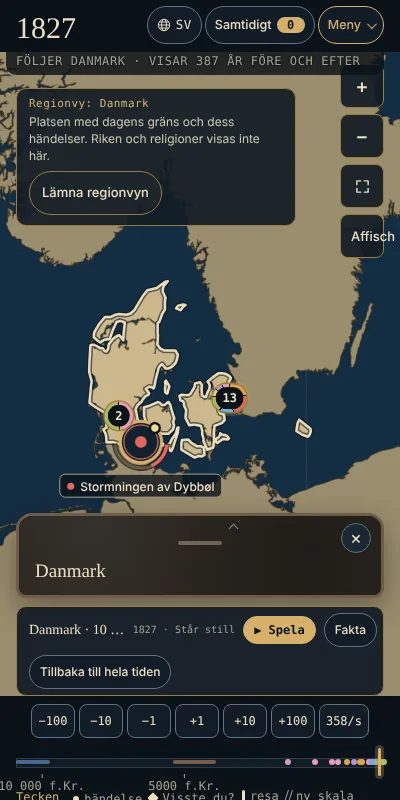 1827
SV
Samtidigt 0
Meny
FÖLJER DANMARK · VISAR 387 ÅR FÖRE OCH EFTER
Regionvy: Danmark
Platsen med dagens gräns och dess
händelser. Riken och religioner visas inte
här.
Lämna regionvyn
+
−
Affisch
13
2
Stormningen av Dybbøl
×
Danmark
Danmark · 10 … 1827 · Står still ▶ Spela Fakta
Tillbaka till hela tiden
−100 −10 −1 +1 +10 +100 358/s
10 000 f.Kr. 5000 f.Kr.
Tecken ● händelse ◆ Visste du? resa // ny skala